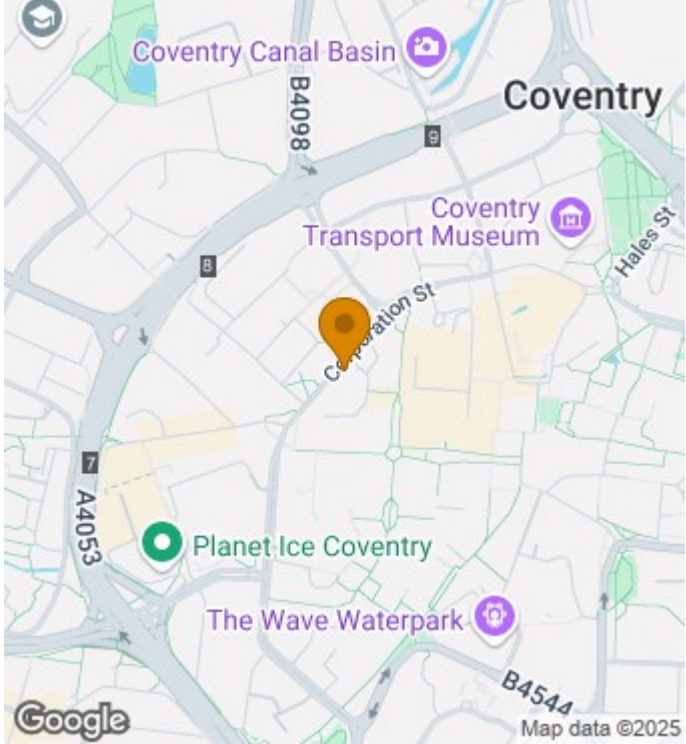 Coventry Canal Basin
B4098
Coventry
9
Coventry
Transport Museum
Hales St
8
Corporation St
7
A4053
Planet Ice Coventry
The Wave Waterpark
B4544
Google
Map data ©2025